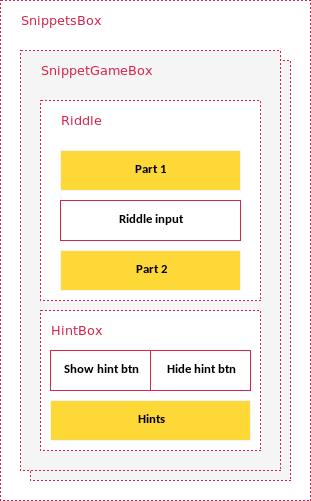 SnippetsBox
SnippetGameBox
Riddle
Part 1
Riddle input
Part 2
HintBox
Show hint btn Hide hint btn
Hints